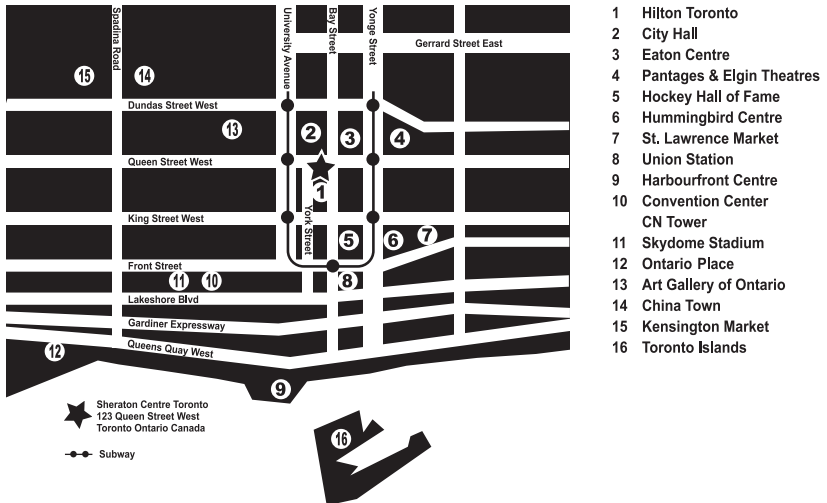 Spadina Road
University Avenue
Bay Street
Yonge Street
Gerrard Street East
15
14
Dundas Street West
13
2
3
4
Queen Street West
1
York Street
King Street West
5
6
7
Front Street
11
10
8
Lakeshore Blvd
Gardiner Expressway
Queens Quay West
12
9
16
Sheraton Centre Toronto
123 Queen Street West
Toronto Ontario Canada
Subway
1 Hilton Toronto
2 City Hall
3 Eaton Centre
4 Pantages & Elgin Theatres
5 Hockey Hall of Fame
6 Hummingbird Centre
7 St. Lawrence Market
8 Union Station
9 Harbourfront Centre
10 Convention Center
CN Tower
11 Skydome Stadium
12 Ontario Place
13 Art Gallery of Ontario
14 China Town
15 Kensington Market
16 Toronto Islands